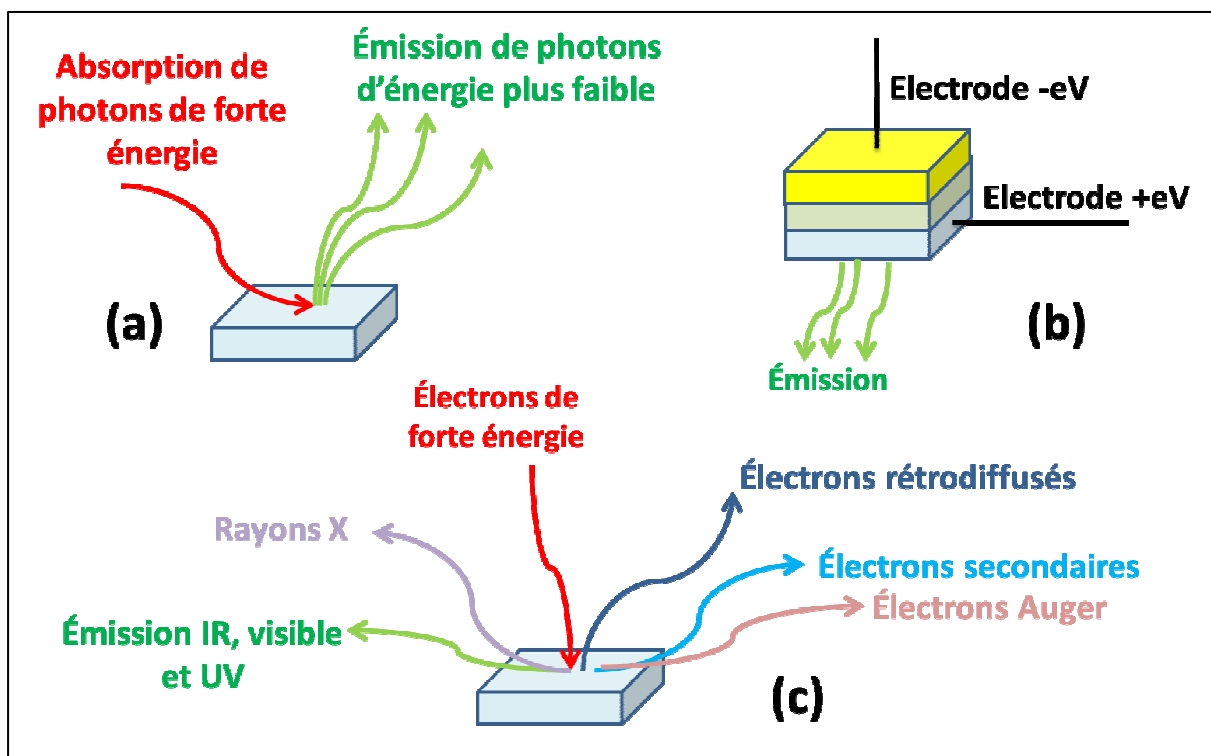 Absorption de
photons de forte
énergie
Émission de photons
d'énergie plus faible
(a)
Electrode -eV
Electrode +eV
(b)
Émission
Électrons de
forte énergie
Rayons X
Électrons rétrodiffusés
Électrons secondaires
Électrons Auger
Émission IR, visible
et UV
(c)